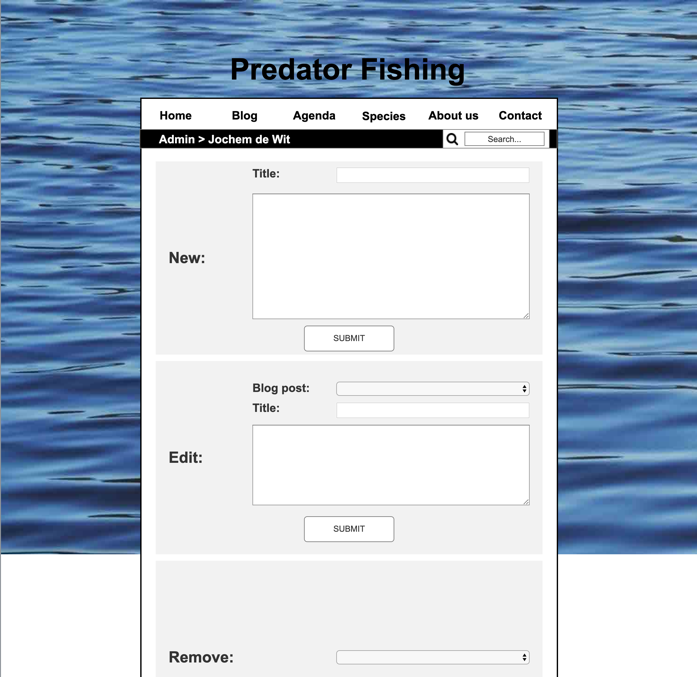 Predator Fishing
Home Blog Agenda Species About us Contact
Admin > Jochem de Wit Search...
Title:
New:
SUBMIT
Blog post:
Title:
Edit:
SUBMIT
Remove: